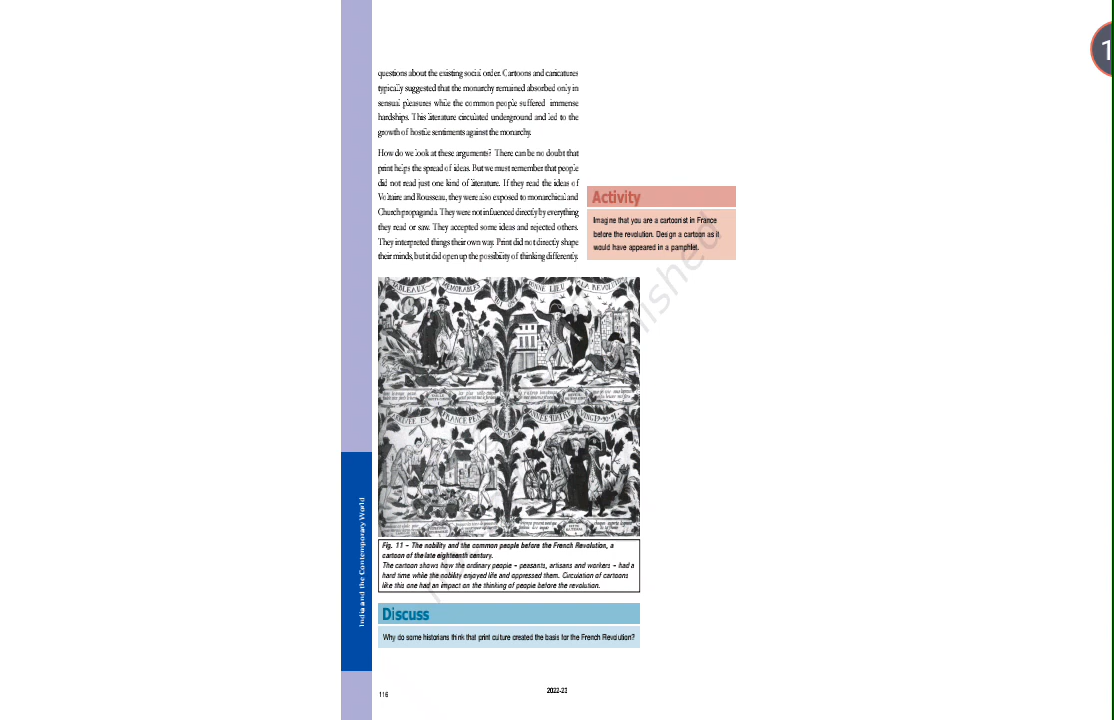 questions about the existing social order. Cartoons and caricatures
typically suggested that the monarchy remained absorbed only in
sensual pleasures while the common people suffered immense
hardships. This literature circulated underground and led to the
growth of hostile sentiments against the monarchy.
How do we look at these arguments? There can be no doubt that
print helps the spread of ideas. But we must remember that people
did not read just one kind of literature. If they read the ideas of
Voltaire and Rousseau, they were also exposed to monarchical and
Church propaganda. They were not influenced directly by everything
they read or saw. They accepted some ideas and rejected others.
They interpreted things their own way. Print did not directly shape
their minds, but it did open up the possibility of thinking differently.
Activity
Imagine that you are a cartoonist in France
before the revolution. Design a cartoon as it
would have appeared in a pamphlet.
TABLEAUX MEMORABLES
DONNE LIEU
LA REVOLUTION
EN FRANCE
Fig. 11 – The nobility and the common people before the French Revolution, a
cartoon of the late eighteenth century.
The cartoon shows how the ordinary people – peasants, artisans and workers – had a
hard time while the nobility enjoyed life and oppressed them. Circulation of cartoons
like this one had an impact on the thinking of people before the revolution.
Discuss
Why do some historians think that print culture created the basis for the French Revolution?
India and the Contemporary World
116
2022-23
1